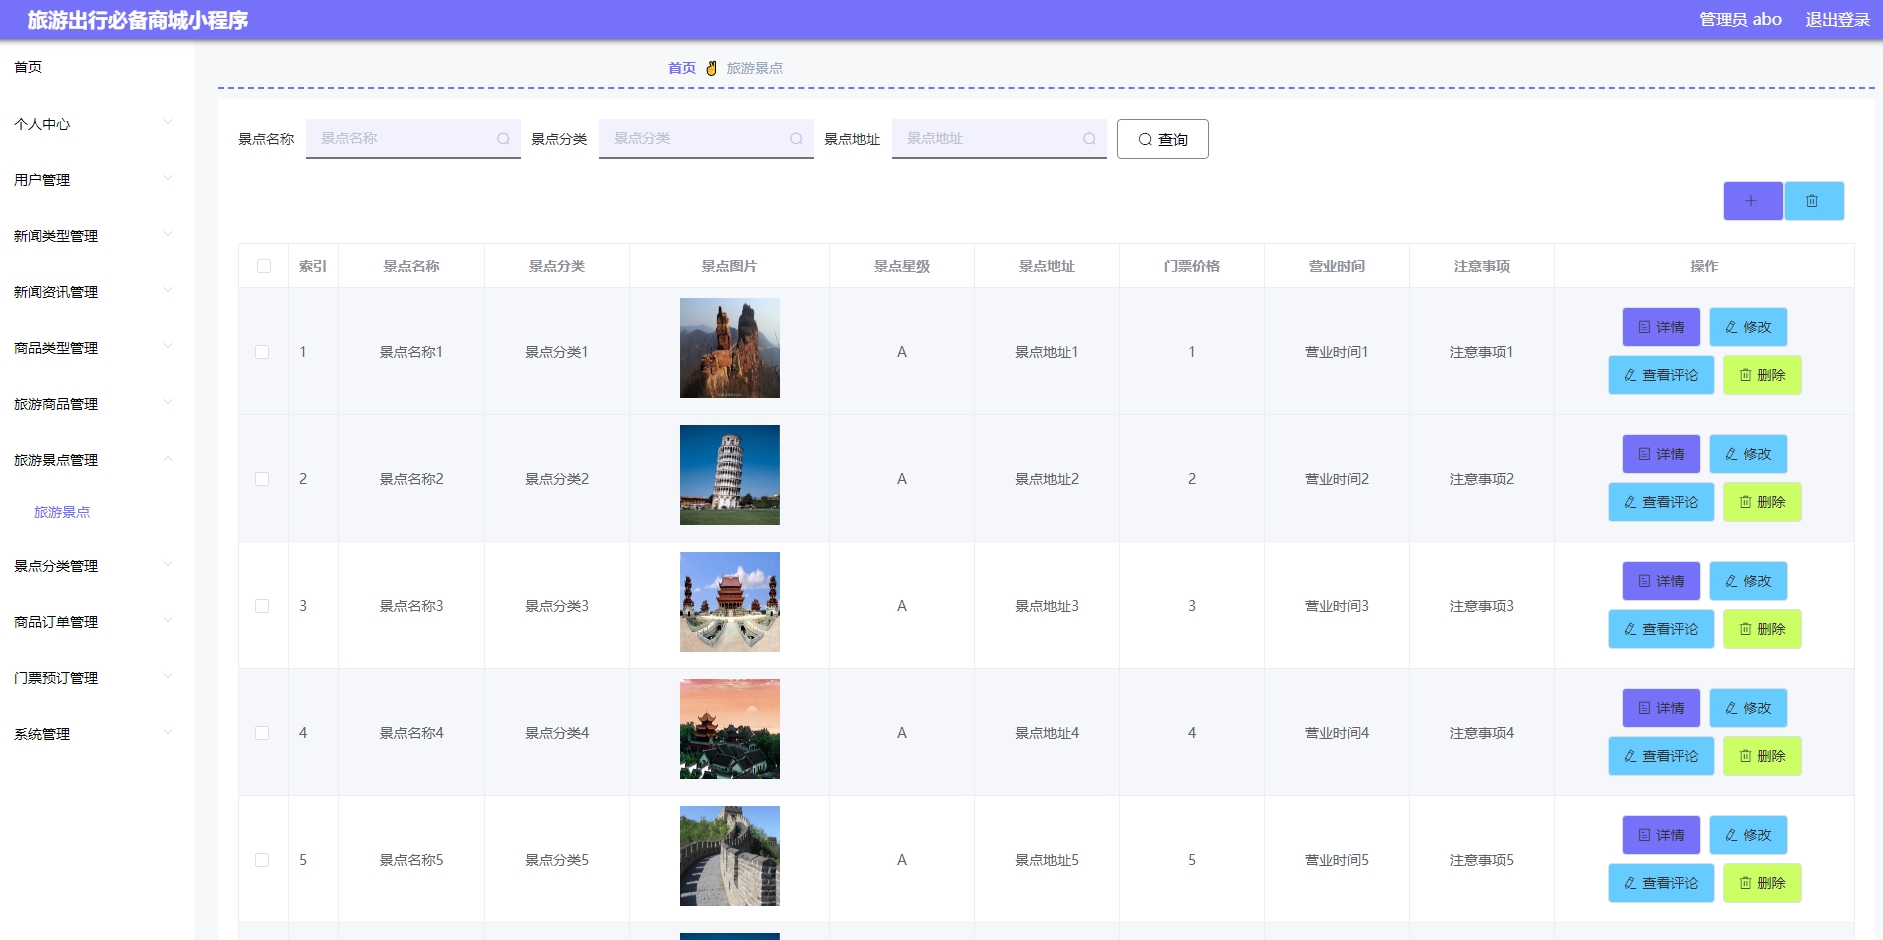 旅游出行必备商城小程序
管理员 abo 退出登录
首页
个人中心
用户管理
新闻类型管理
新闻资讯管理
商品类型管理
旅游商品管理
旅游景点管理
旅游景点
景点分类管理
商品订单管理
门票预订管理
系统管理
首页 旅游景点
景点名称 景点名称 景点分类 景点分类 景点地址 景点地址 查询
索引 景点名称 景点分类 景点图片 景点星级 景点地址 门票价格 营业时间 注意事项 操作
1 景点名称1 景点分类1 A 景点地址1 1 营业时间1 注意事项1
详情 修改
查看评论 删除
2 景点名称2 景点分类2 A 景点地址2 2 营业时间2 注意事项2
详情 修改
查看评论 删除
3 景点名称3 景点分类3 A 景点地址3 3 营业时间3 注意事项3
详情 修改
查看评论 删除
4 景点名称4 景点分类4 A 景点地址4 4 营业时间4 注意事项4
详情 修改
查看评论 删除
5 景点名称5 景点分类5 A 景点地址5 5 营业时间5 注意事项5
详情 修改
查看评论 删除